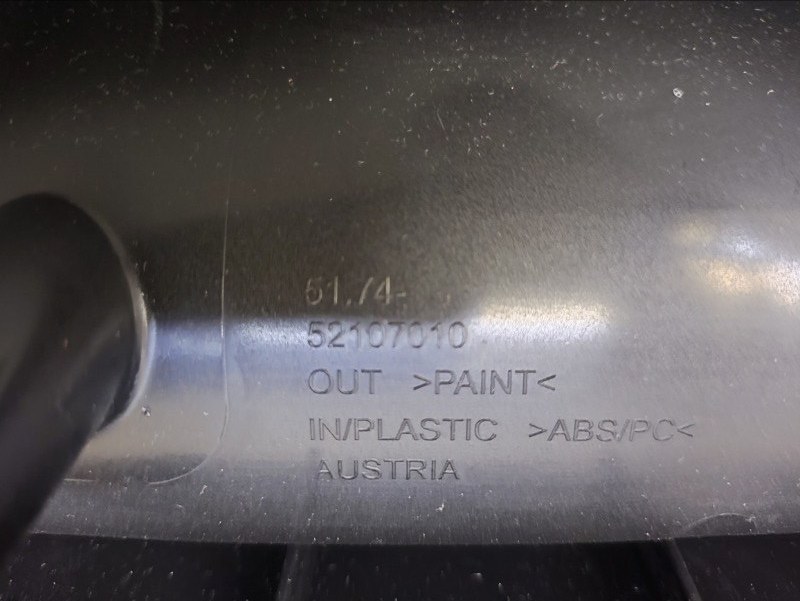 51.74-
52107010
OUT >PAINT<
IN/PLASTIC >ABS/PC<
AUSTRIA